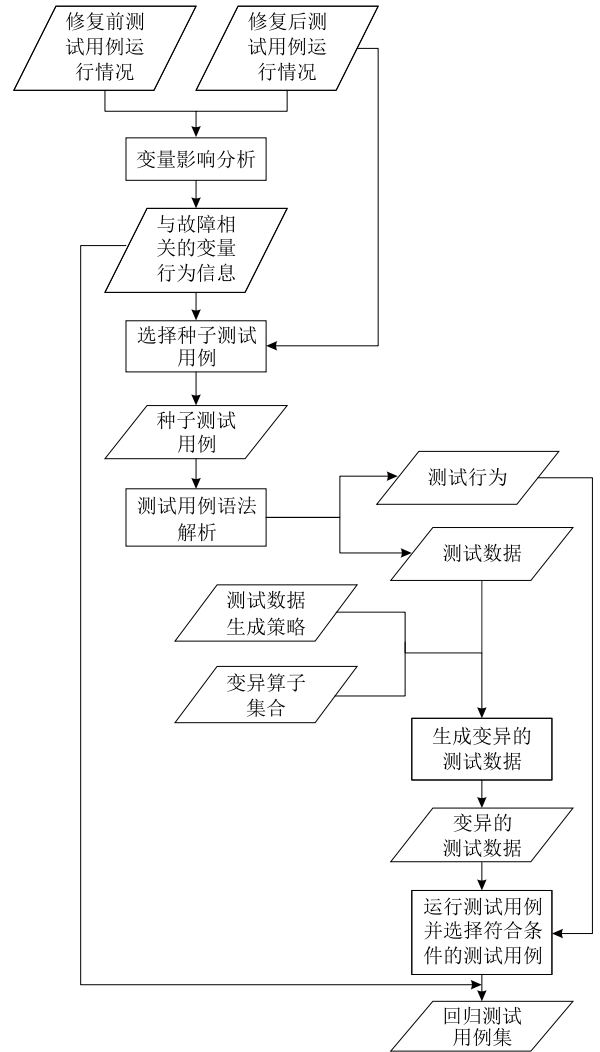 修复前测
试用例运
行情况
修复后测
试用例运
行情况
变量影响分析
与故障相
关的变量
行为信息
选择种子测试
用例
种子测试
用例
测试用例语法
解析
测试行为
测试数据
测试数据
生成策略
变异算子
集合
生成变异的
测试数据
变异的
测试数据
运行测试用例
并选择符合条
件的测试用例
回归测试
用例集